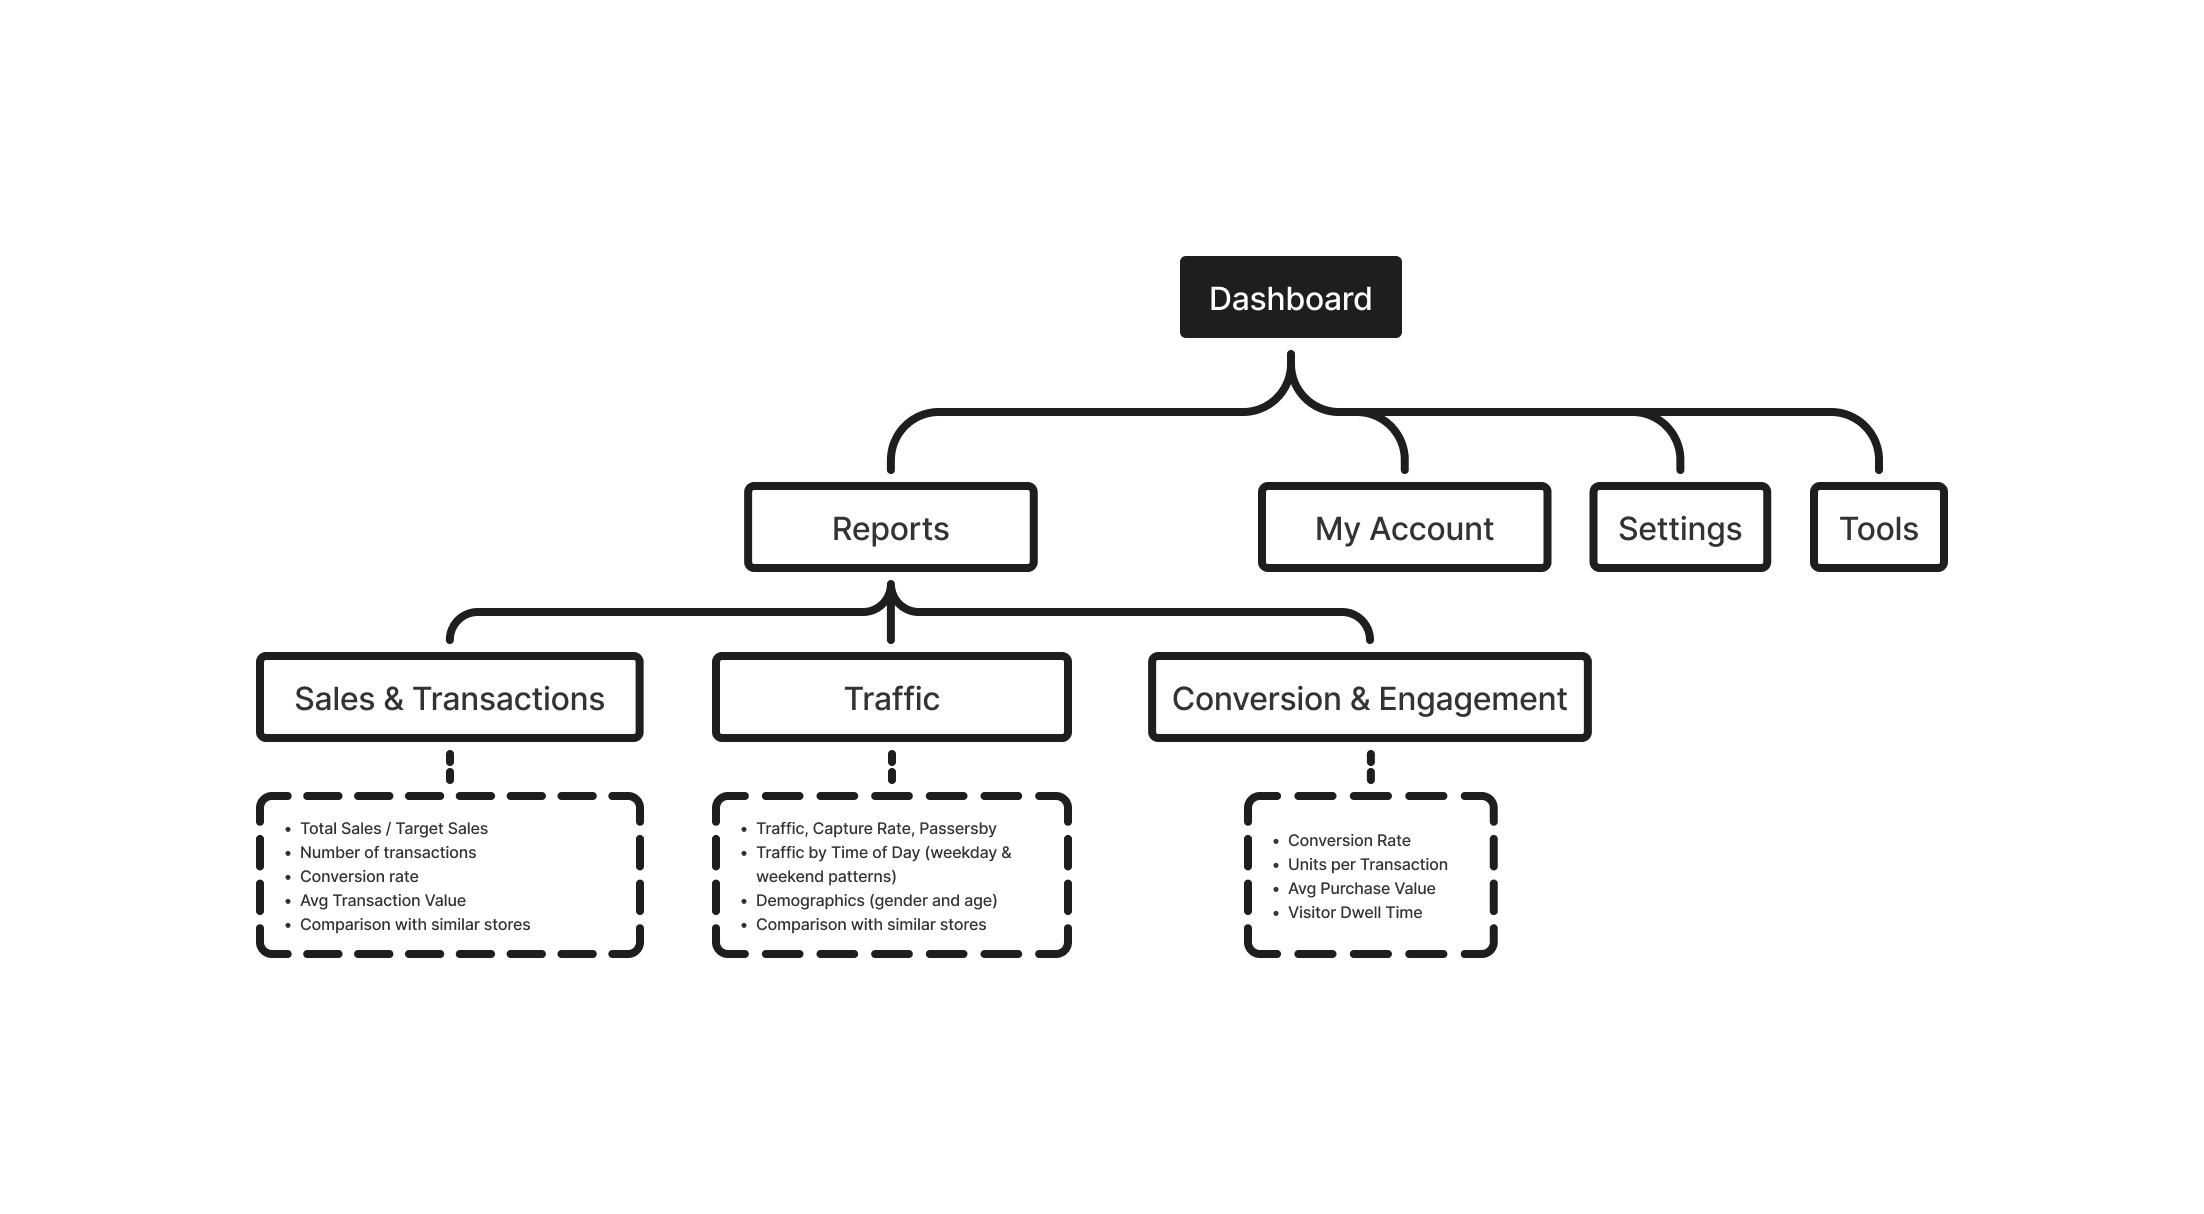 Dashboard
Reports
My Account
Settings
Tools
Sales & Transactions
Traffic
Conversion & Engagement
• Total Sales / Target Sales
• Number of transactions
• Conversion rate
• Avg Transaction Value
• Comparison with similar stores
• Traffic, Capture Rate, Passersby
• Traffic by Time of Day (weekday &
weekend patterns)
• Demographics (gender and age)
• Comparison with similar stores
• Conversion Rate
• Units per Transaction
• Avg Purchase Value
• Visitor Dwell Time